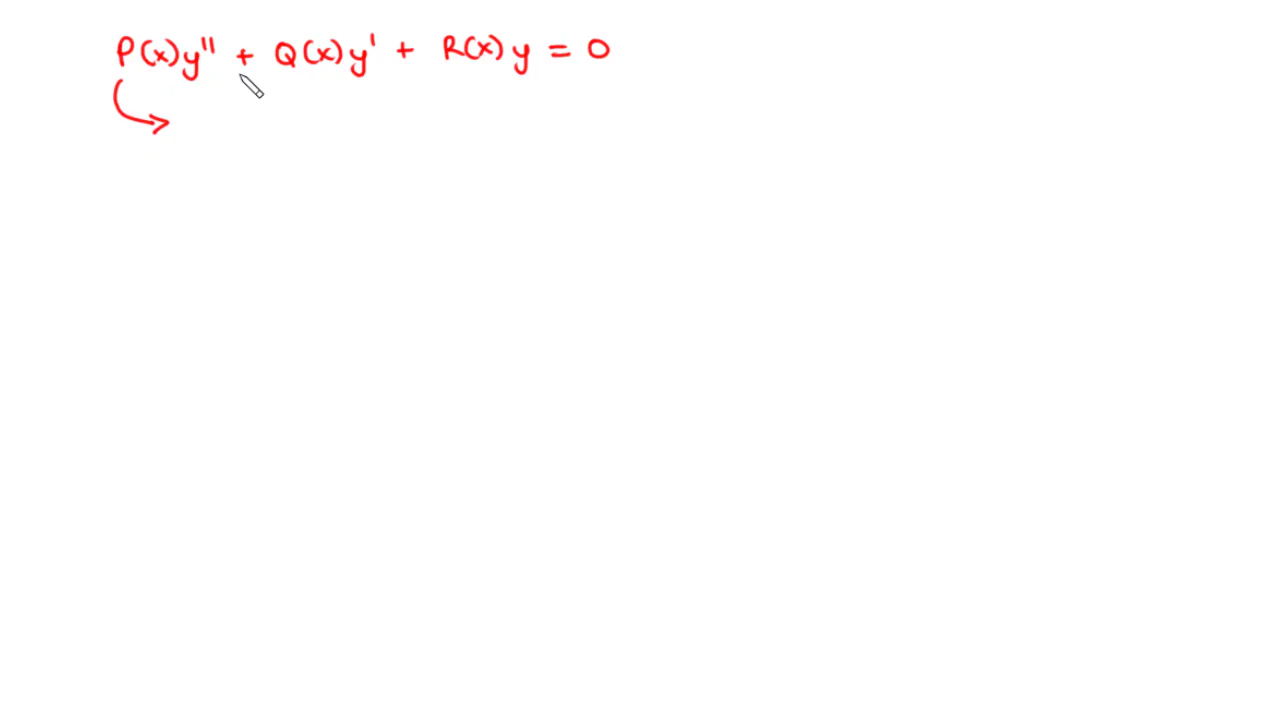 P(x)y'' + Q(x)y' + R(x)y = 0